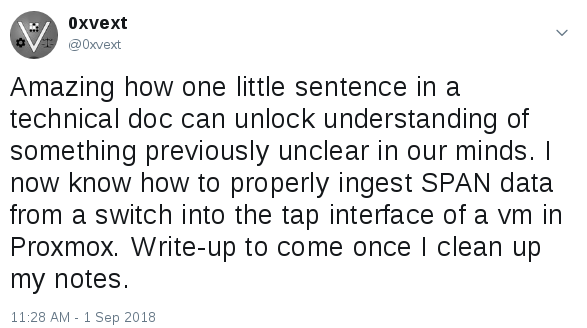 0xvext
@0xvext
Amazing how one little sentence in a
technical doc can unlock understanding of
something previously unclear in our minds. I
now know how to properly ingest SPAN data
from a switch into the tap interface of a vm in
Proxmox. Write-up to come once I clean up
my notes.
11:28 AM - 1 Sep 2018